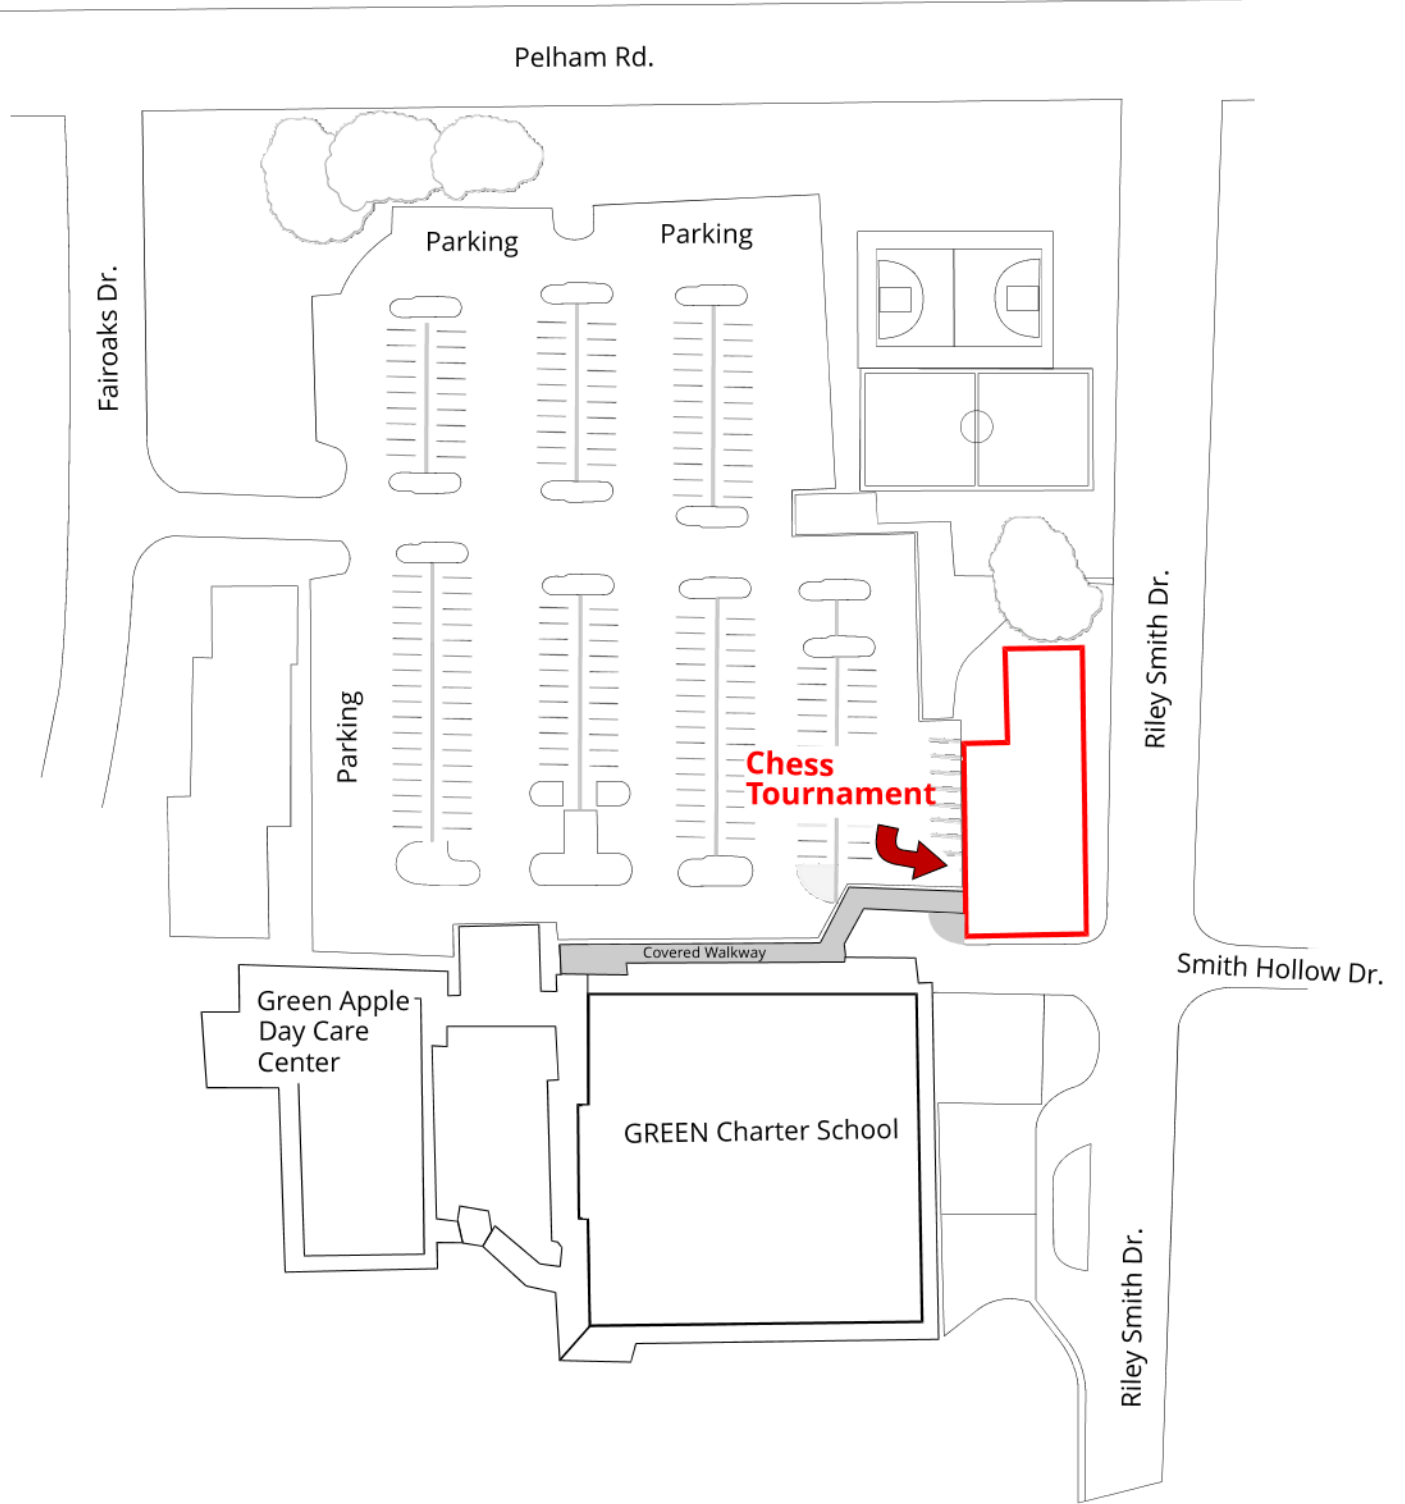 Pelham Rd.
Parking
Parking
Fairoaks Dr.
Riley Smith Dr.
Parking
Chess
Tournament
Covered Walkway
Smith Hollow Dr.
Green Apple
Day Care
Center
GREEN Charter School
Riley Smith Dr.